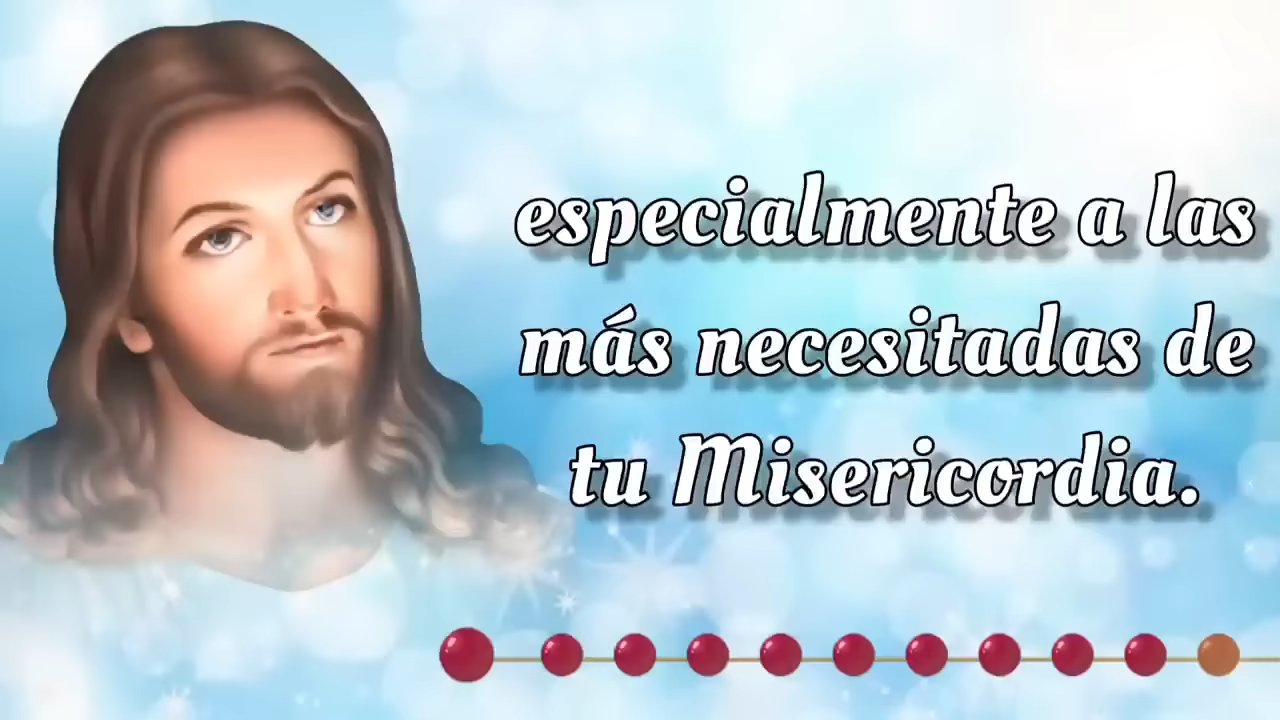 especialmente a las
más necesitadas de
tu Misericordia.